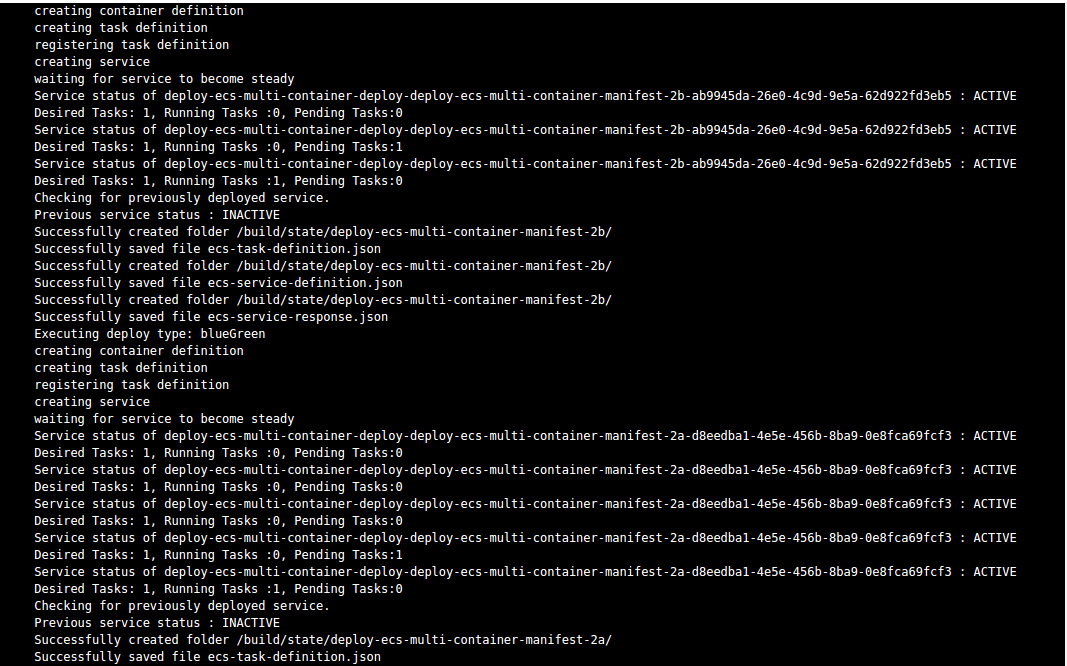 creating container definition
creating task definition
registering task definition
creating service
waiting for service to become steady
Service status of deploy-ecs-multi-container-deploy-deploy-ecs-multi-container-manifest-2b-ab9945da-26e0-4c9d-9e5a-62d922fd3eb5 : ACTIVE
Desired Tasks: 1, Running Tasks :0, Pending Tasks:0
Service status of deploy-ecs-multi-container-deploy-deploy-ecs-multi-container-manifest-2b-ab9945da-26e0-4c9d-9e5a-62d922fd3eb5 : ACTIVE
Desired Tasks: 1, Running Tasks :0, Pending Tasks:1
Service status of deploy-ecs-multi-container-deploy-deploy-ecs-multi-container-manifest-2b-ab9945da-26e0-4c9d-9e5a-62d922fd3eb5 : ACTIVE
Desired Tasks: 1, Running Tasks :1, Pending Tasks:0
Checking for previously deployed service.
Previous service status : INACTIVE
Successfully created folder /build/state/deploy-ecs-multi-container-manifest-2b/
Successfully saved file ecs-task-definition.json
Successfully created folder /build/state/deploy-ecs-multi-container-manifest-2b/
Successfully saved file ecs-service-definition.json
Successfully created folder /build/state/deploy-ecs-multi-container-manifest-2b/
Successfully saved file ecs-service-response.json
Executing deploy type: blueGreen
creating container definition
creating task definition
registering task definition
creating service
waiting for service to become steady
Service status of deploy-ecs-multi-container-deploy-deploy-ecs-multi-container-manifest-2a-d8eedba1-4e5e-456b-8ba9-0e8fca69fcf3 : ACTIVE
Desired Tasks: 1, Running Tasks :0, Pending Tasks:0
Service status of deploy-ecs-multi-container-deploy-deploy-ecs-multi-container-manifest-2a-d8eedba1-4e5e-456b-8ba9-0e8fca69fcf3 : ACTIVE
Desired Tasks: 1, Running Tasks :0, Pending Tasks:0
Service status of deploy-ecs-multi-container-deploy-deploy-ecs-multi-container-manifest-2a-d8eedba1-4e5e-456b-8ba9-0e8fca69fcf3 : ACTIVE
Desired Tasks: 1, Running Tasks :0, Pending Tasks:0
Service status of deploy-ecs-multi-container-deploy-deploy-ecs-multi-container-manifest-2a-d8eedba1-4e5e-456b-8ba9-0e8fca69fcf3 : ACTIVE
Desired Tasks: 1, Running Tasks :0, Pending Tasks:1
Service status of deploy-ecs-multi-container-deploy-deploy-ecs-multi-container-manifest-2a-d8eedba1-4e5e-456b-8ba9-0e8fca69fcf3 : ACTIVE
Desired Tasks: 1, Running Tasks :1, Pending Tasks:0
Checking for previously deployed service.
Previous service status : INACTIVE
Successfully created folder /build/state/deploy-ecs-multi-container-manifest-2a/
Successfully saved file ecs-task-definition.json